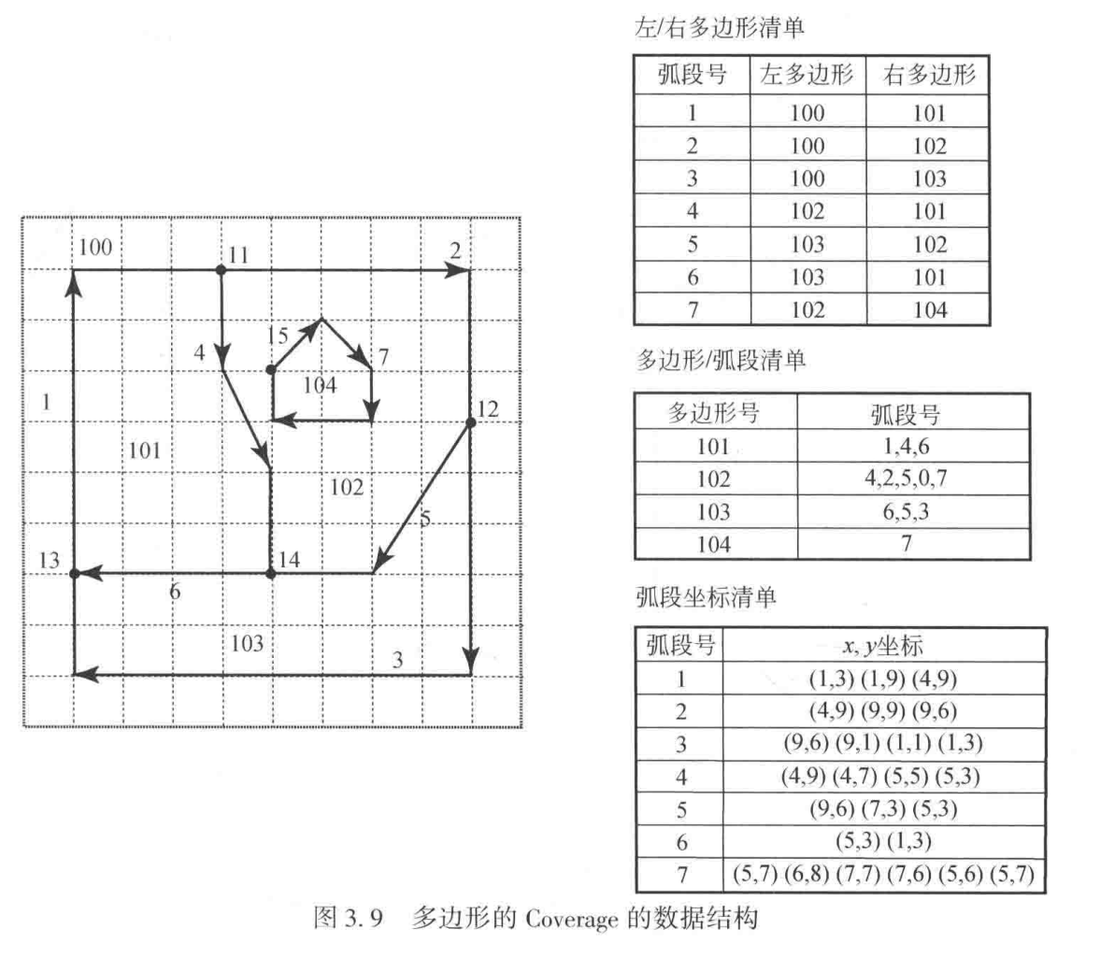 100
11
2
15
4
7
104
1
12
101
102
5
13
14
6
103
3
左/右多边形清单
弧段号 左多边形 右多边形
1 100 101
2 100 102
3 100 103
4 102 101
5 103 102
6 103 101
7 102 104
多边形/弧段清单
多边形号 弧段号
101 1,4,6
102 4,2,5,0,7
103 6,5,3
104 7
弧段坐标清单
弧段号 x, y坐标
1 (1,3) (1,9) (4,9)
2 (4,9) (9,9) (9,6)
3 (9,6) (9,1) (1,1) (1,3)
4 (4,9) (4,7) (5,5) (5,3)
5 (9,6) (7,3) (5,3)
6 (5,3) (1,3)
7 (5,7) (6,8) (7,7) (7,6) (5,6) (5,7)
图 3.9 多边形的 Coverage 的数据结构